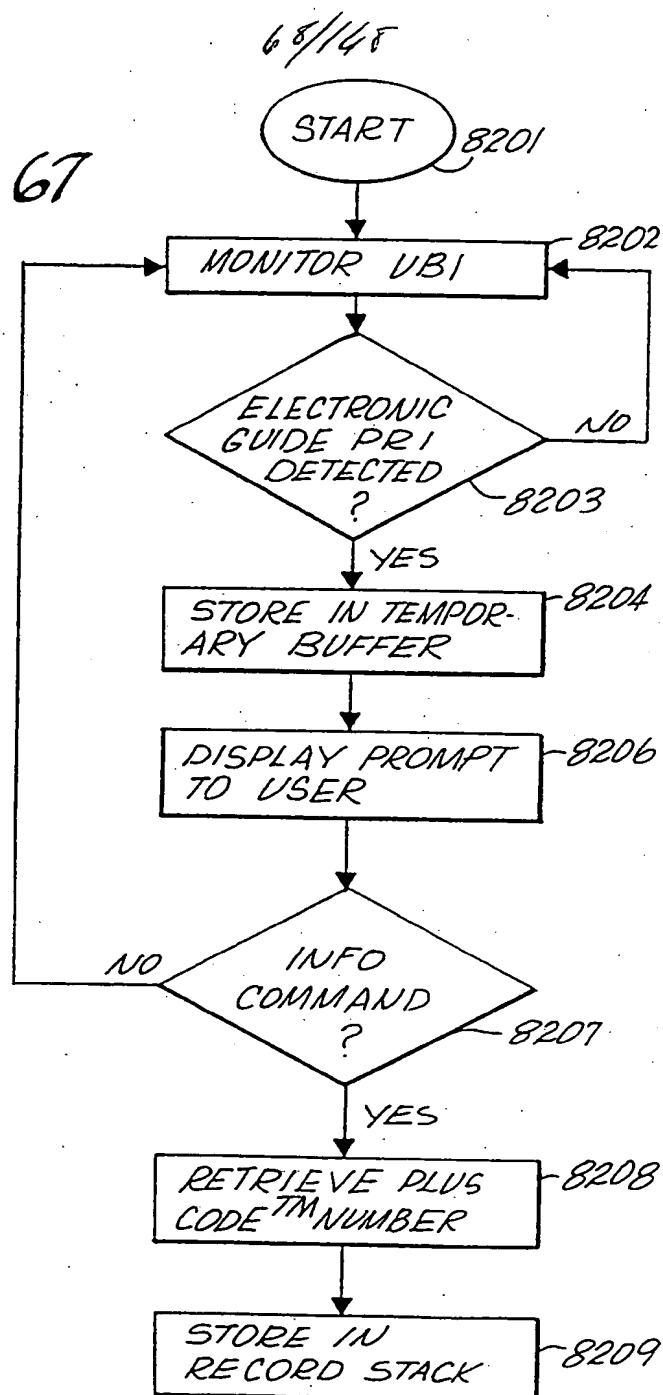 68/148
START
8201
67
8202
MONITOR VBI
ELECTRONIC
GUIDE PRI
DETECTED
?
NO
8203
YES
8204
STORE IN TEMPOR-
ARY BUFFER
8206
DISPLAY PROMPT
TO USER
NO
INFO
COMMAND
?
8207
YES
8208
RETRIEVE PLUS
CODE™ NUMBER
8209
STORE IN
RECORD STACK